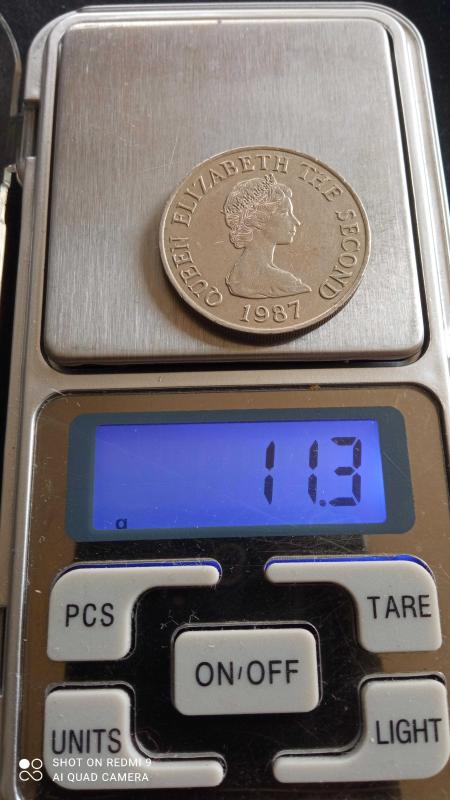 QUEEN ELIZABETH THE SECOND
1987
11.3
g
PCS
TARE
ON/OFF
UNITS
LIGHT
SHOT ON REDMI 9
AI QUAD CAMERA